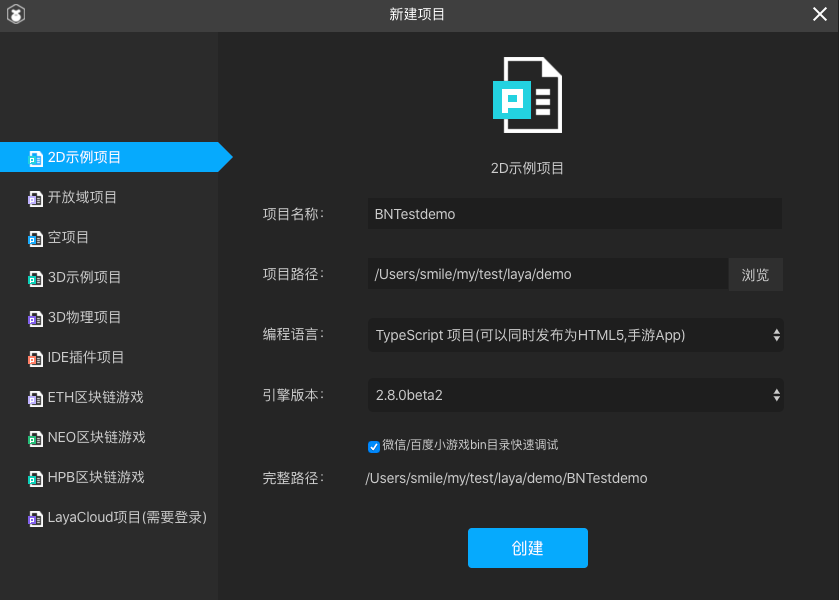 新建项目
2D示例项目
开放域项目
空项目
3D示例项目
3D物理项目
IDE插件项目
ETH区块链游戏
NEO区块链游戏
HPB区块链游戏
LayaCloud项目(需要登录)
2D示例项目
项目名称: BNTestdemo
项目路径: /Users/smile/my/test/laya/demo 浏览
编程语言: TypeScript 项目(可以同时发布为HTML5,手游App)
引擎版本: 2.8.0beta2
微信/百度小游戏bin目录快速调试
完整路径: /Users/smile/my/test/laya/demo/BNTestdemo
创建